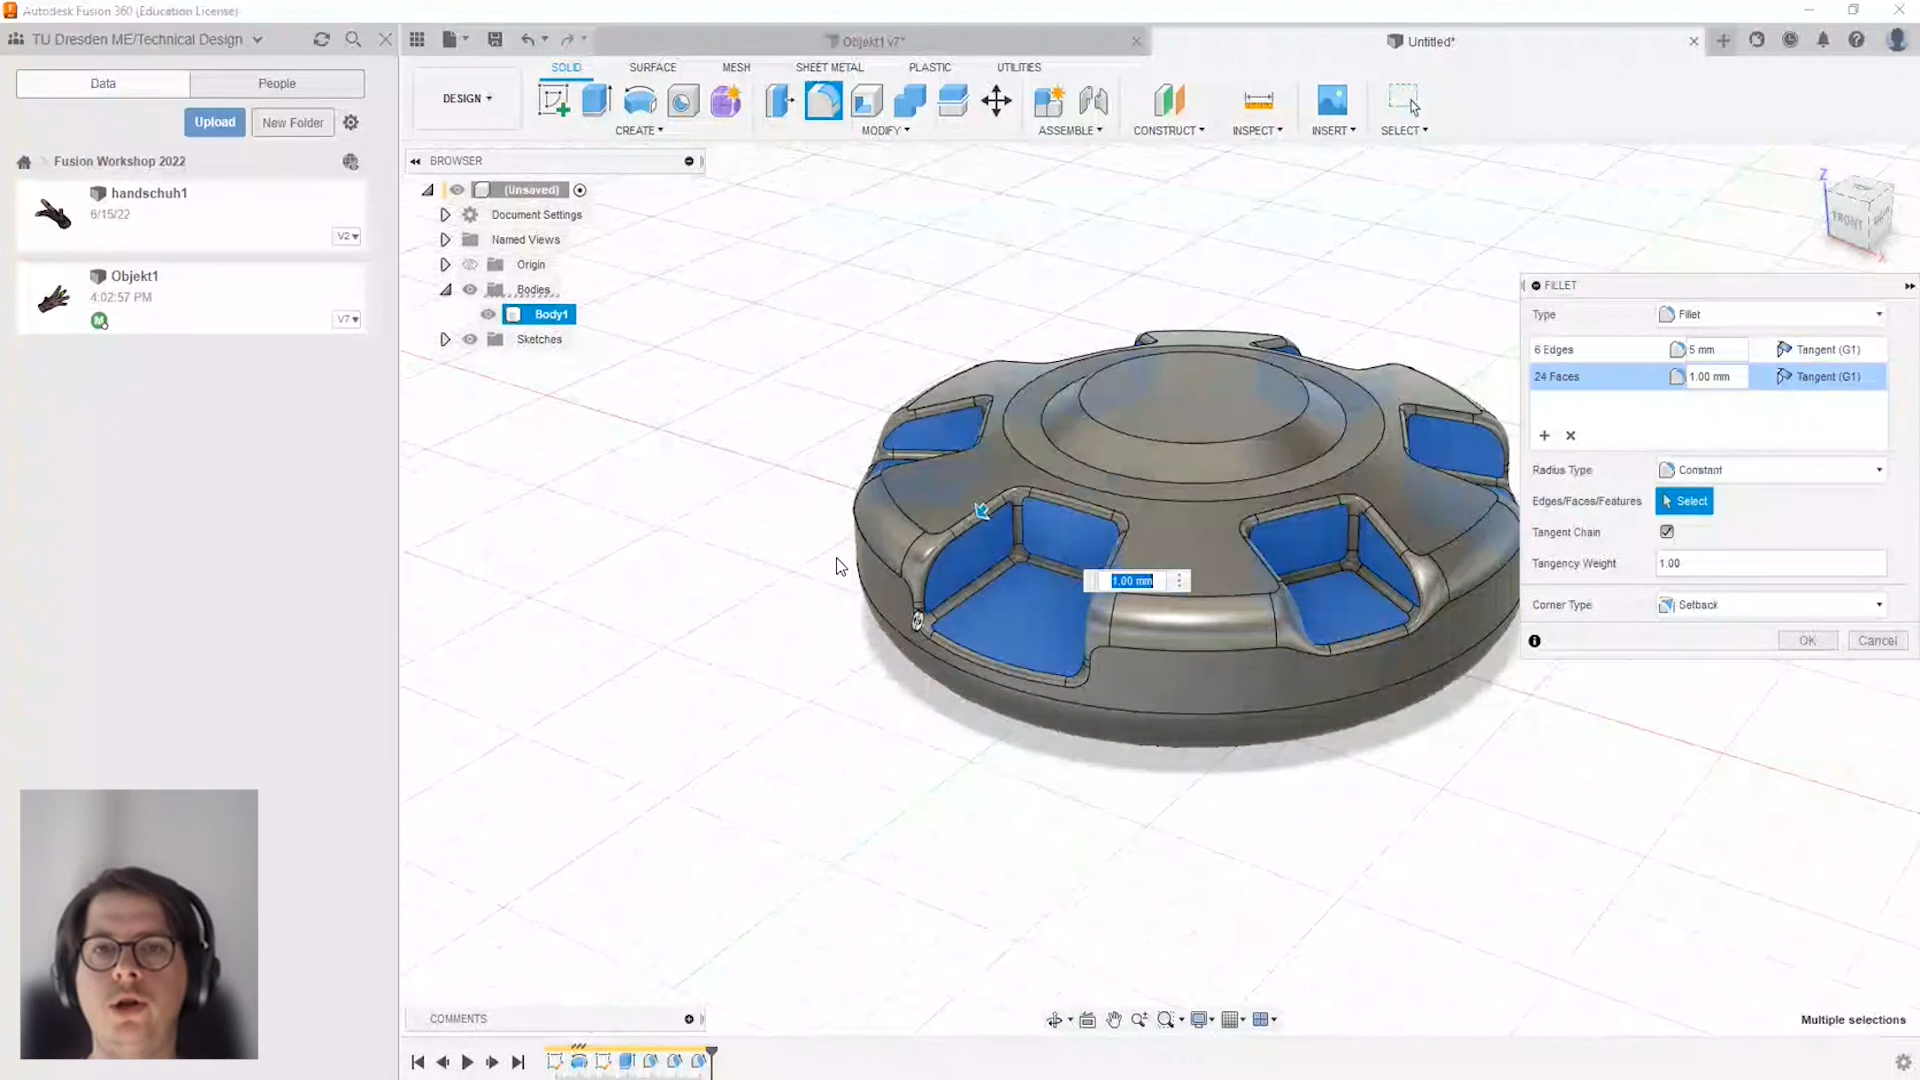 Autodesk Fusion 360 (Education License)
TU Dresden ME/Technical Design
Objekt1 v7*
Untitled*
Data
People
Upload
New Folder
Fusion Workshop 2022
handschuh1
6/15/22
V2
Objekt1
4:02:57 PM
M
V7
DESIGN
SOLID
SURFACE
MESH
SHEET METAL
PLASTIC
UTILITIES
CREATE
MODIFY
ASSEMBLE
CONSTRUCT
INSPECT
INSERT
SELECT
BROWSER
(Unsaved)
Document Settings
Named Views
Origin
Bodies
Body1
Sketches
Z
FRONT
X
FILLET
Type
Fillet
6 Edges
5 mm
Tangent (G1)
24 Faces
1.00 mm
Tangent (G1)
Radius Type
Constant
Edges/Faces/Features
Select
Tangent Chain
Tangency Weight
1.00
Corner Type
Setback
OK
Cancel
1.00 mm
COMMENTS
Multiple selections